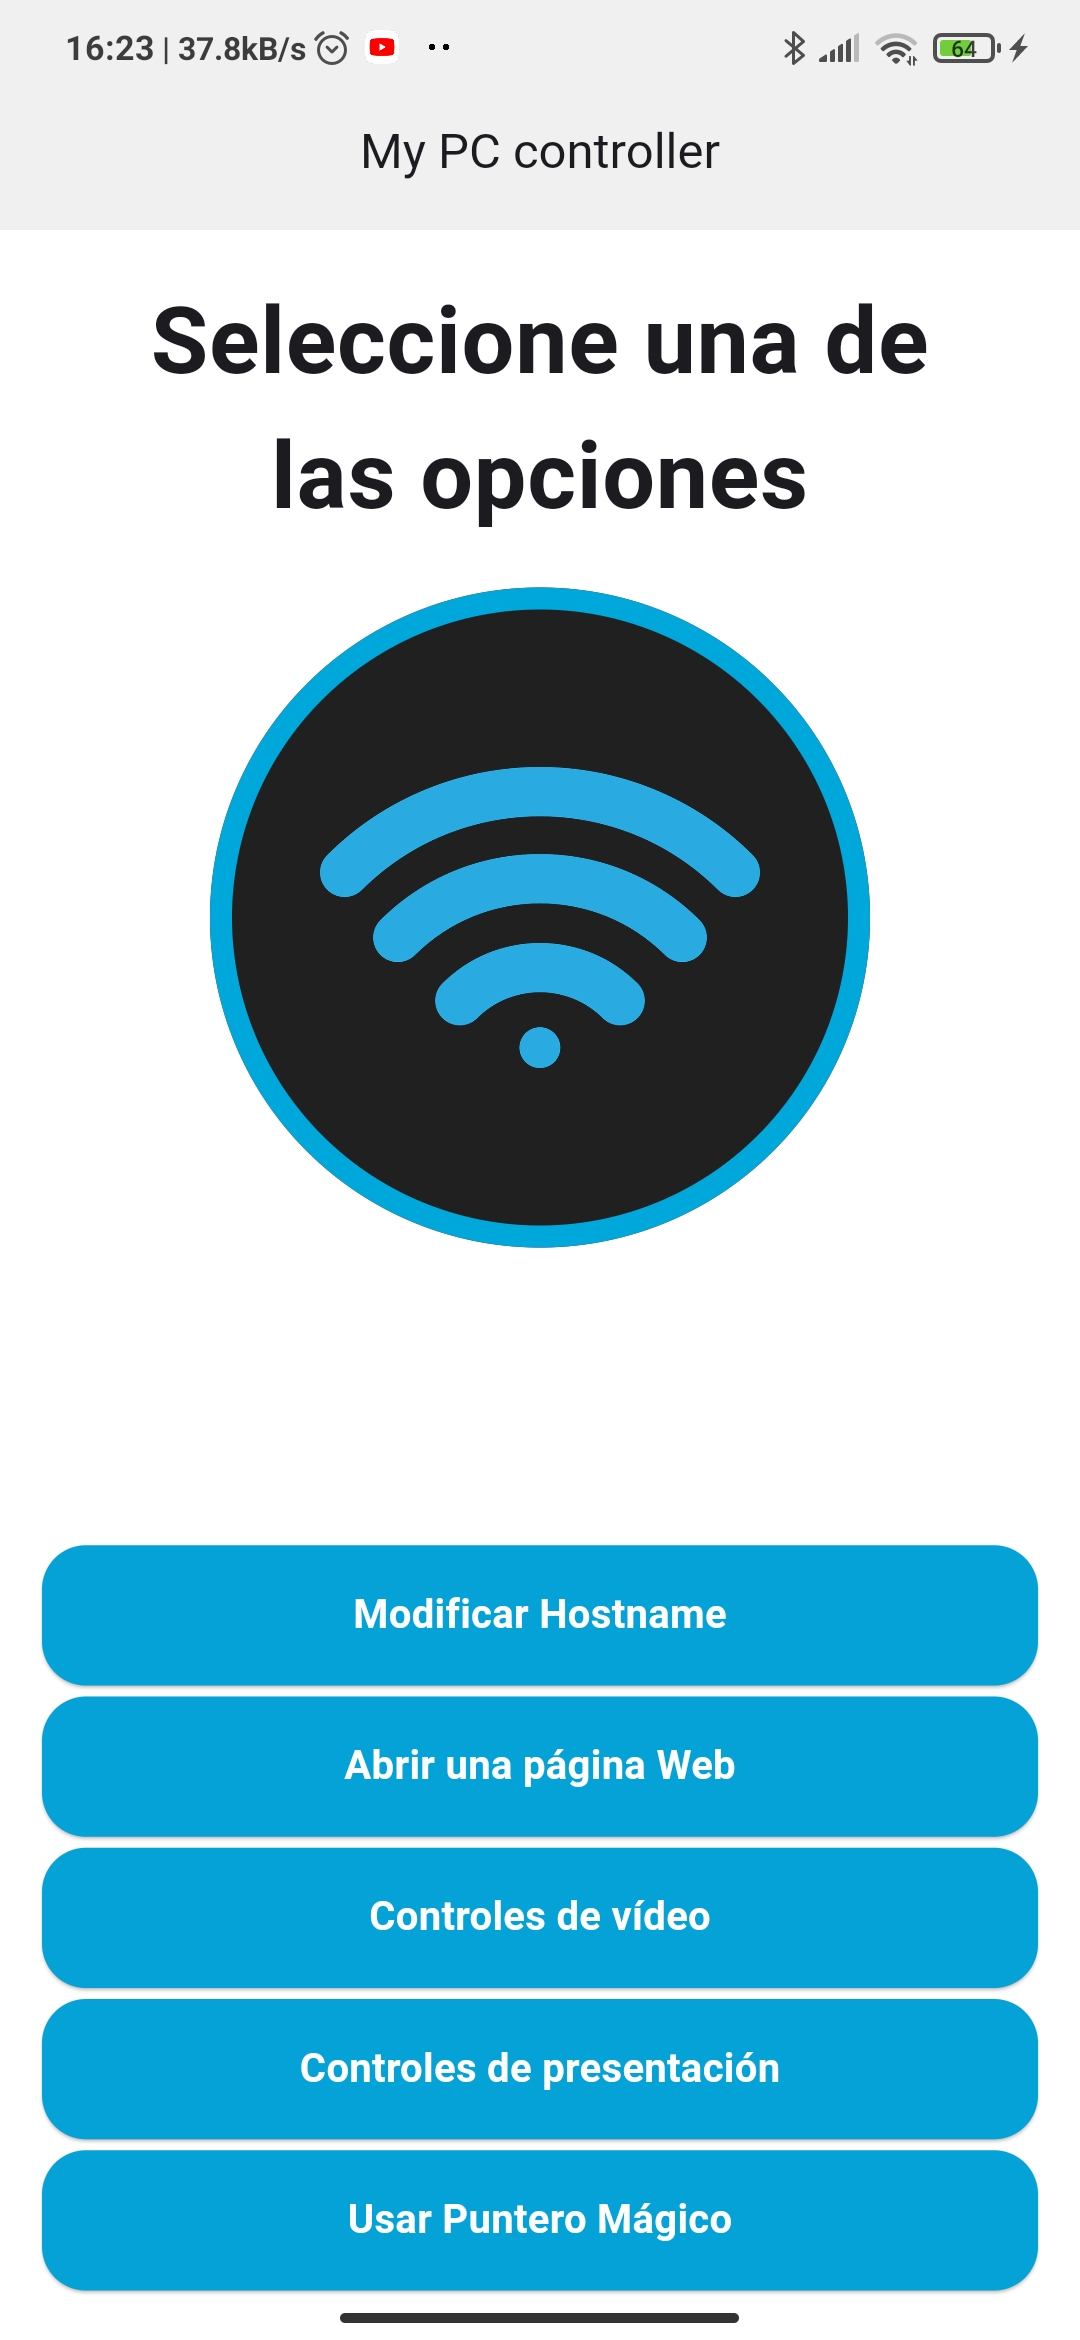 16:23 | 37.8kB/s 64
My PC controller
Seleccione una de
las opciones
Modificar Hostname
Abrir una página Web
Controles de vídeo
Controles de presentación
Usar Puntero Mágico